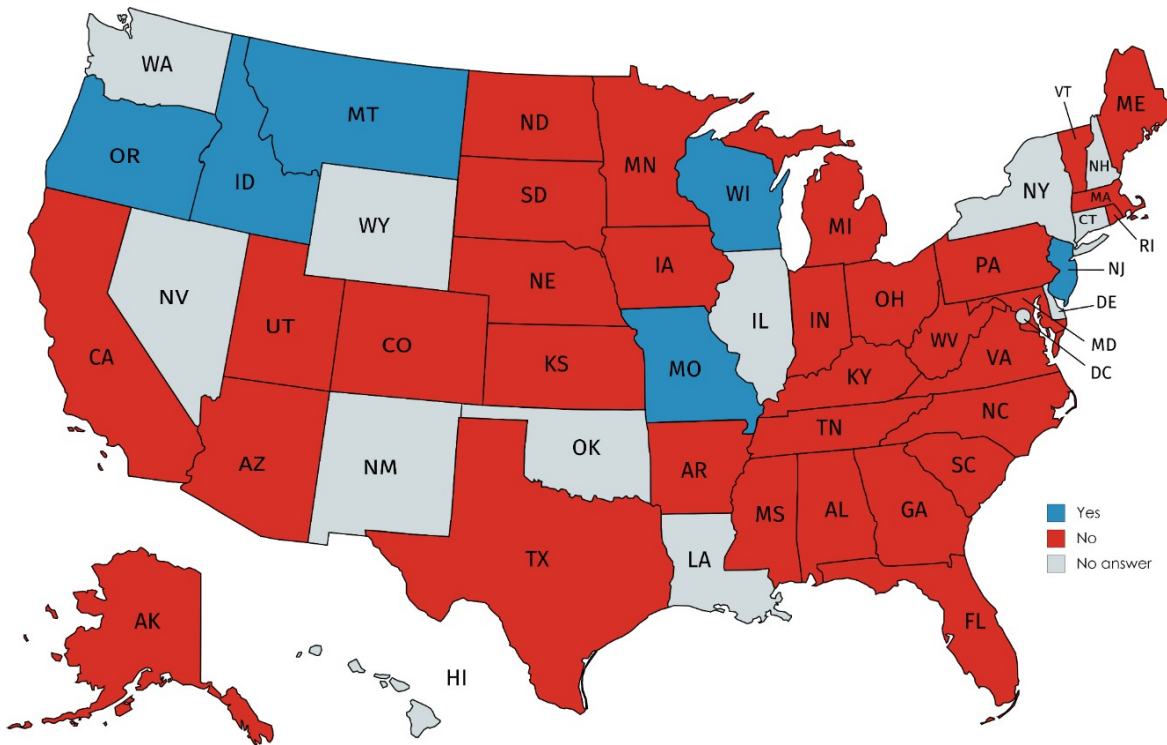 WA
MT
ND
MN
VT
ME
OR
ID
SD
WI
NH
NY
MA
WY
MI
CT
RI
IA
PA
NJ
NE
NV
OH
DE
UT
IL
IN
CO
CA
WV
MD
VA
KS
MO
KY
DC
NC
TN
OK
AZ
NM
AR
SC
MS
AL
GA
Yes
No
TX
LA
No answer
AK
FL
HI